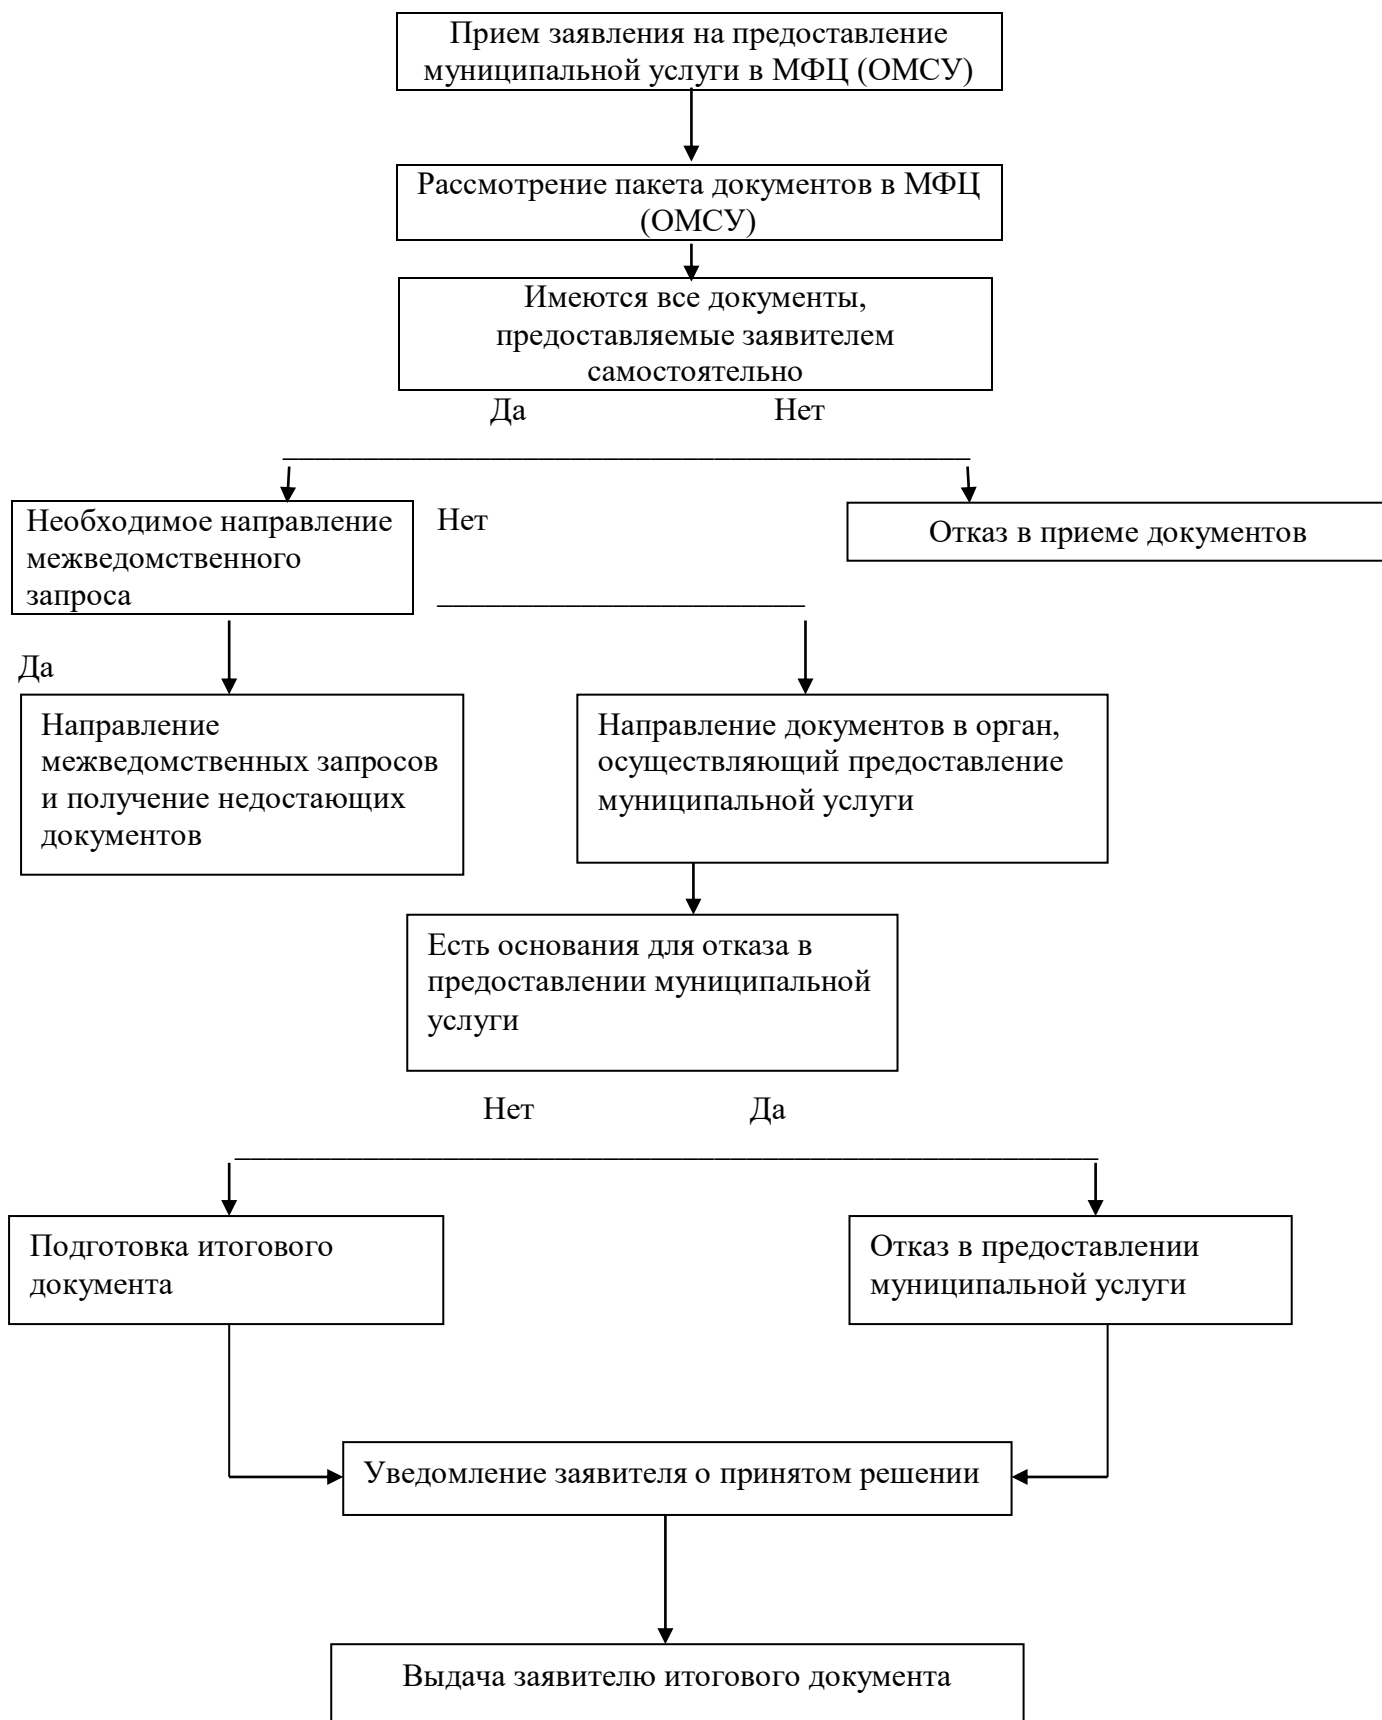 Прием заявления на предоставление
муниципальной услуги в МФЦ (ОМСУ)
Рассмотрение пакета документов в МФЦ
(ОМСУ)
Имеются все документы,
предоставляемые заявителем
самостоятельно
Да Нет
Необходимое направление
межведомственного
запроса
Нет
Отказ в приеме документов
Да
Направление
межведомственных запросов
и получение недостающих
документов
Направление документов в орган,
осуществляющий предоставление
муниципальной услуги
Есть основания для отказа в
предоставлении муниципальной
услуги
Нет Да
Подготовка итогового
документа
Отказ в предоставлении
муниципальной услуги
Уведомление заявителя о принятом решении
Выдача заявителю итогового документа